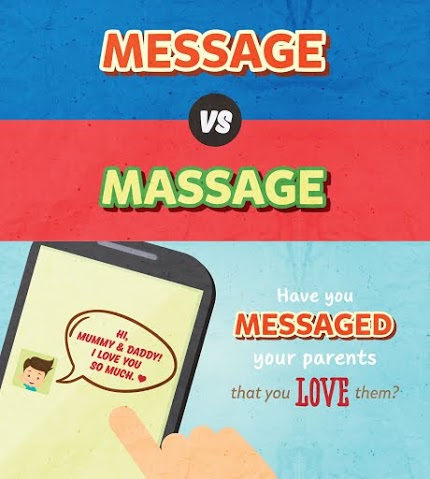 MESSAGE
VS
MASSAGE
HI,
MUMMY & DADDY!
I LOVE YOU
SO MUCH. ❤
Have you
MESSAGED
your parents
that you LOVE them?